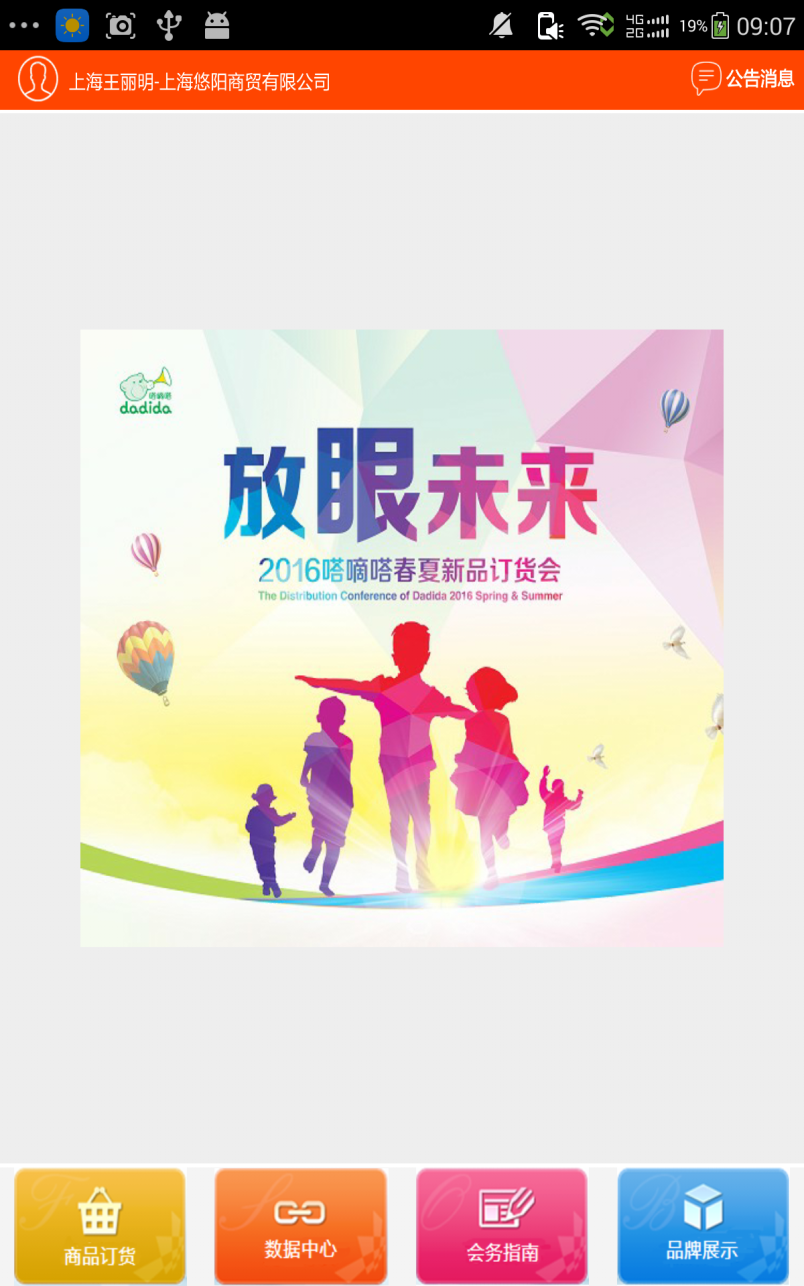 4G
2G
19%
09:07
上海王丽明-上海悠阳商贸有限公司
公告消息
嗒嘀嗒
dadida
放眼未来
2016嗒嘀嗒春夏新品订货会
The Distribution Conference of Dadida 2016 Spring & Summer
商品订货
数据中心
会务指南
品牌展示